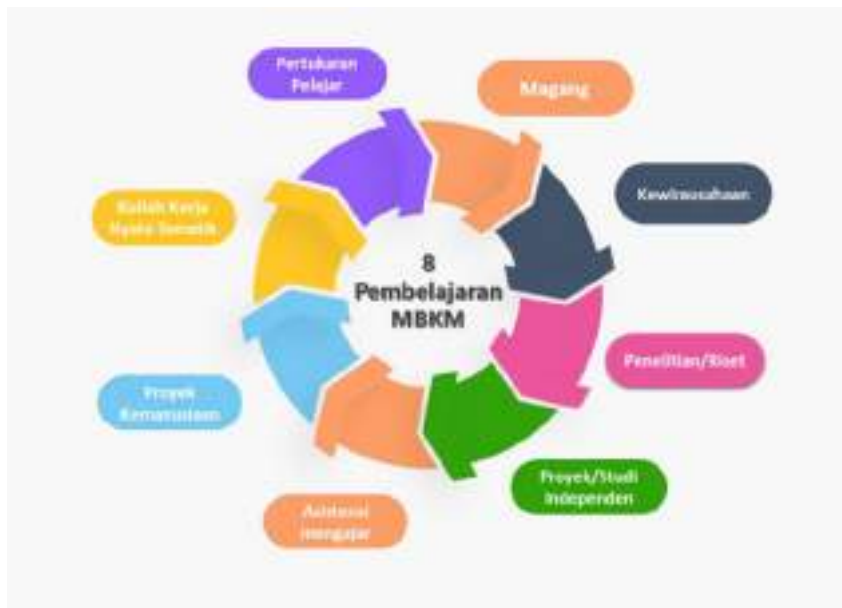 Pertukaran
Pelajar
Magang
Kewirausahaan
Penelitian/Riset
Proyek/Studi
Independen
Asistensi
mengajar
Proyek
Kemanusiaan
Kuliah Kerja
Nyata Tematik
8
Pembelajaran
MBKM